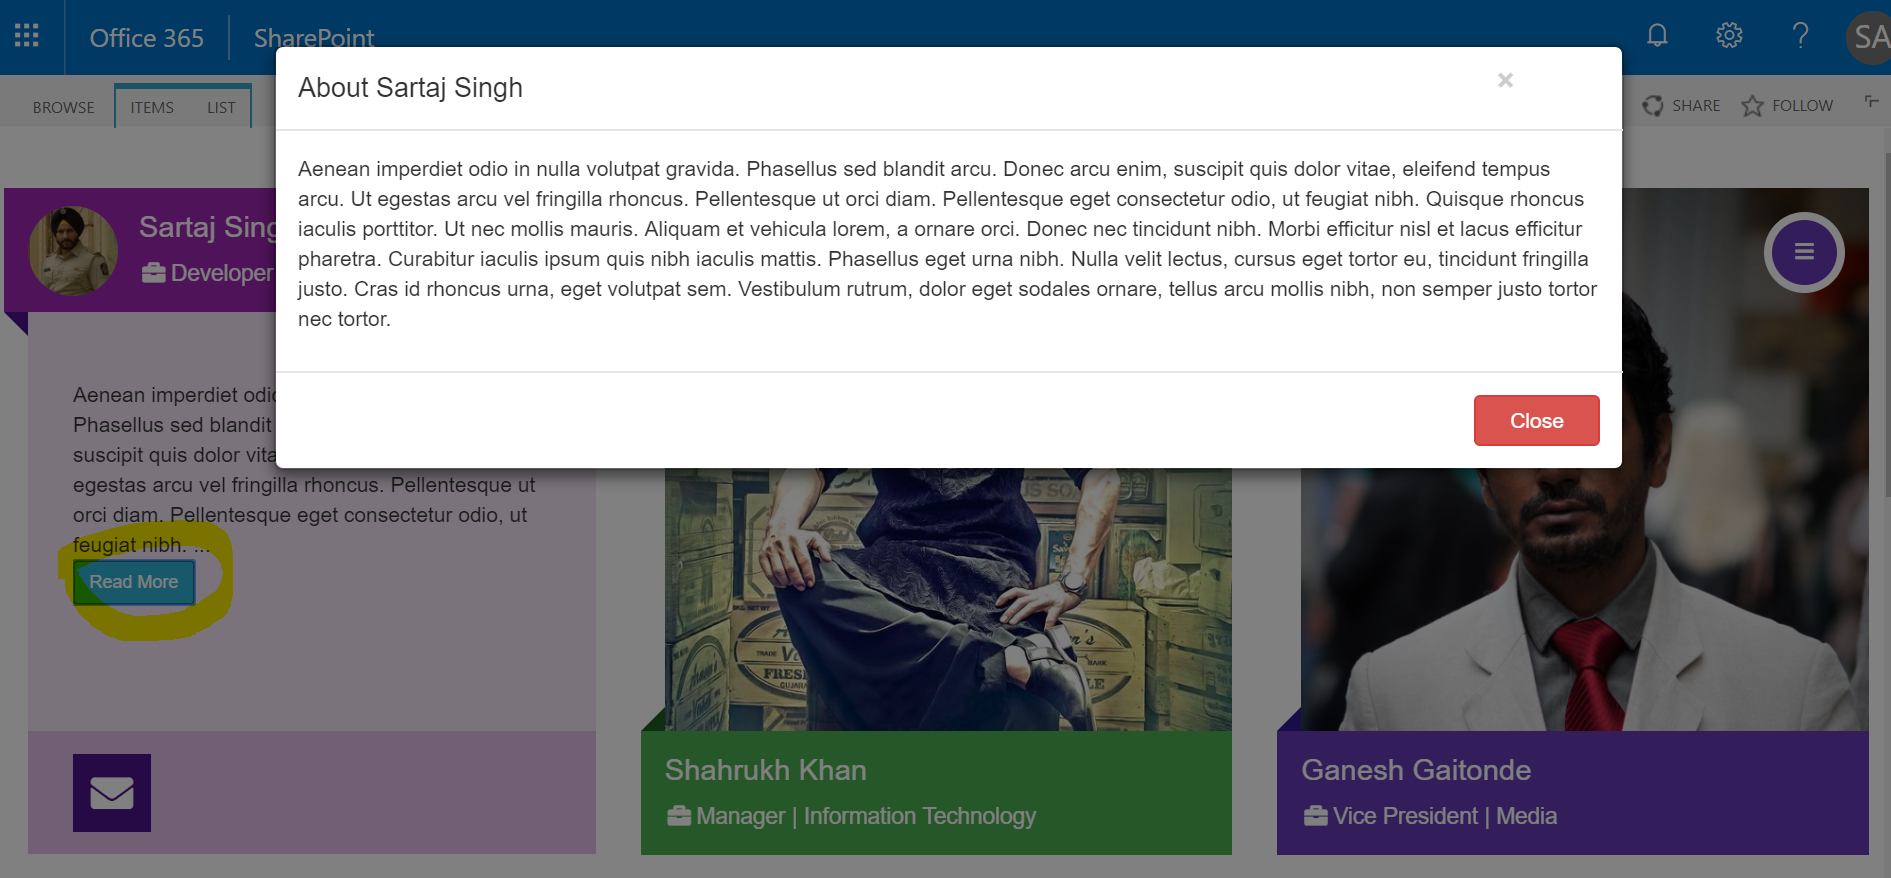 Office 365
SharePoint
SA
BROWSE
ITEMS
LIST
SHARE
FOLLOW
About Sartaj Singh
×
Aenean imperdiet odio in nulla volutpat gravida. Phasellus sed blandit arcu. Donec arcu enim, suscipit quis dolor vitae, eleifend tempus
arcu. Ut egestas arcu vel fringilla rhoncus. Pellentesque ut orci diam. Pellentesque eget consectetur odio, ut feugiat nibh. Quisque rhoncus
iaculis porttitor. Ut nec mollis mauris. Aliquam et vehicula lorem, a ornare orci. Donec nec tincidunt nibh. Morbi efficitur nisl et lacus efficitur
pharetra. Curabitur iaculis ipsum quis nibh iaculis mattis. Phasellus eget urna nibh. Nulla velit lectus, cursus eget tortor eu, tincidunt fringilla
justo. Cras id rhoncus urna, eget volutpat sem. Vestibulum rutrum, dolor eget sodales ornare, tellus arcu mollis nibh, non semper justo tortor
nec tortor.
Close
Sartaj Sing
Developer
Aenean imperdiet odio
Phasellus sed blandit
suscipit quis dolor vita
egestas arcu vel fringilla rhoncus. Pellentesque ut
orci diam. Pellentesque eget consectetur odio, ut
feugiat nibh. ...
Read More
TRADE
MARK
FRESH
GUJARA
Shahrukh Khan
Manager | Information Technology
Ganesh Gaitonde
Vice President | Media